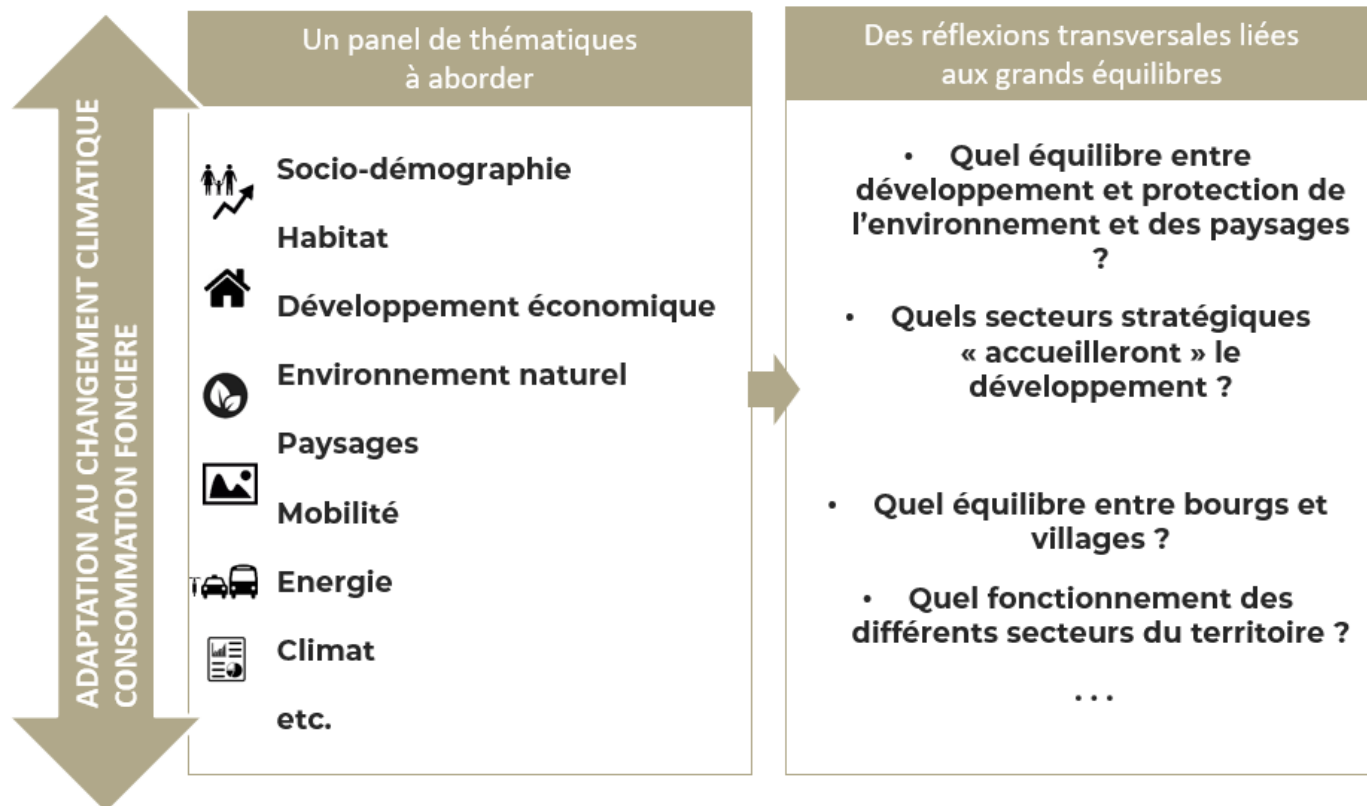 ADAPTATION AU CHANGEMENT CLIMATIQUE
CONSOMMATION FONCIERE
Un panel de thématiques
à aborder
Socio-démographie
Habitat
Développement économique
Environnement naturel
Paysages
Mobilité
Energie
Climat
etc.
Des réflexions transversales liées
aux grands équilibres
• Quel équilibre entre
développement et protection de
l’environnement et des paysages
?
• Quels secteurs stratégiques
« accueilleront » le
développement ?
• Quel équilibre entre bourgs et
villages ?
• Quel fonctionnement des
différents secteurs du territoire ?
...